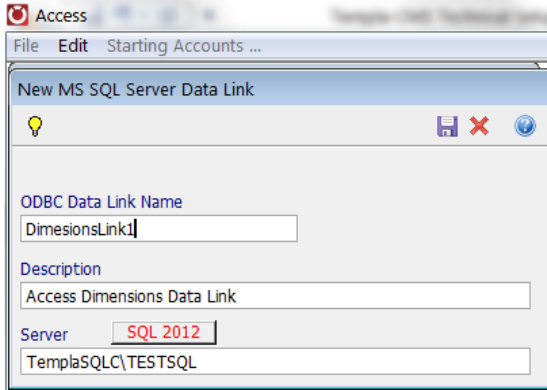 Access
File Edit Starting Accounts ...
New MS SQL Server Data Link
ODBC Data Link Name
DimesionsLink1
Description
Access Dimensions Data Link
Server SQL 2012
TemplaSQLC\TESTSQL